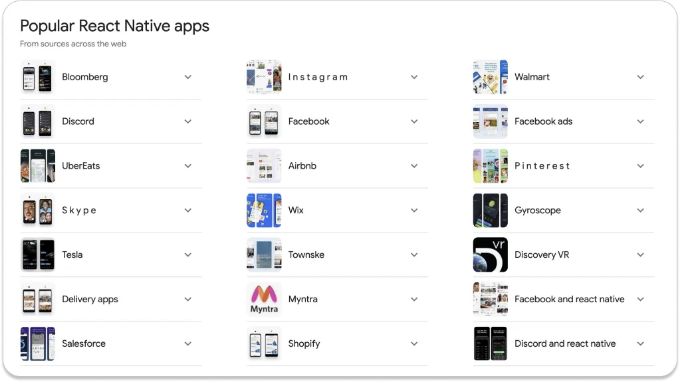 Popular React Native apps
From sources across the web
Bloomberg
Instagram
Walmart
Discord
Facebook
Facebook ads
UberEats
Airbnb
Pinterest
Skype
Wix
Gyroscope
Tesla
Townske
vr
Discovery VR
Delivery apps
Myntra
Myntra
Facebook and react native
Salesforce
Shopify
Discord and react native